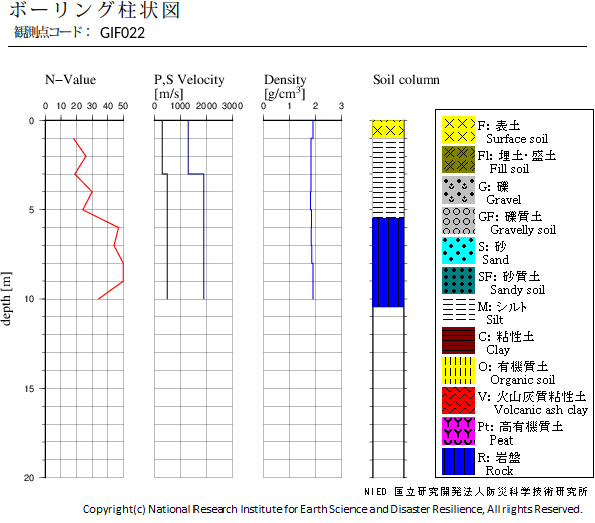 ボーリング柱状図
観測点コード： GIF022
N-Value
P,S Velocity
[m/s]
Density
[g/cm³]
Soil column
0 10 20 30 40 50
0 1000 2000 3000
0 1 2 3
0
5
10
15
20
depth [m]
F: 表土
Surface soil
Fl: 埋土・盛土
Fill soil
G: 礫
Gravel
GF: 礫質土
Gravelly soil
S: 砂
Sand
SF: 砂質土
Sandy soil
M: シルト
Silt
C: 粘性土
Clay
O: 有機質土
Organic soil
V: 火山灰質粘性土
Volcanic ash clay
Pt: 高有機質土
Peat
R: 岩盤
Rock
NIED 国立研究開発法人防災科学技術研究所
Copyright(c) National Research Institute for Earth Science and Disaster Resilience, All rights Reserved.